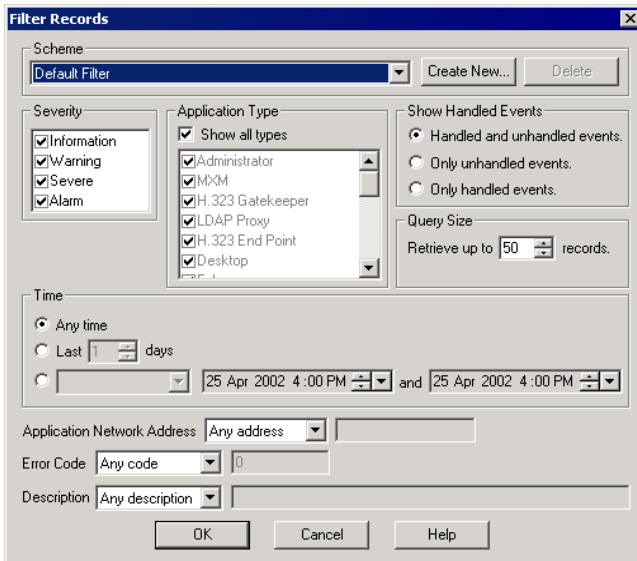 Filter Records
Scheme
Default Filter
Create New...
Delete
Severity
Information
Warning
Severe
Alarm
Application Type
Show all types
Administrator
MXM
H.323 Gatekeeper
LDAP Proxy
H.323 End Point
Desktop
Show Handled Events
Handled and unhandled events.
Only unhandled events.
Only handled events.
Query Size
Retrieve up to 50 records.
Time
Any time
Last 1 days
25 Apr 2002 4:00 PM and 25 Apr 2002 4:00 PM
Application Network Address Any address
Error Code Any code 0
Description Any description
OK Cancel Help